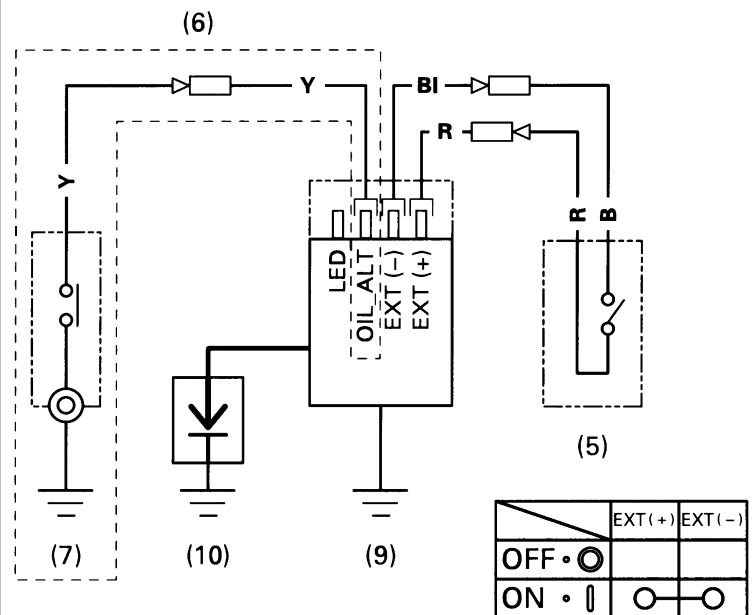 (6)
Y
Bl
R
Y
R
B
LED
OIL_ALT
EXT (−)
EXT (+)
(5)
(7)
(10)
(9)
EXT(+) EXT(−)
OFF
ON